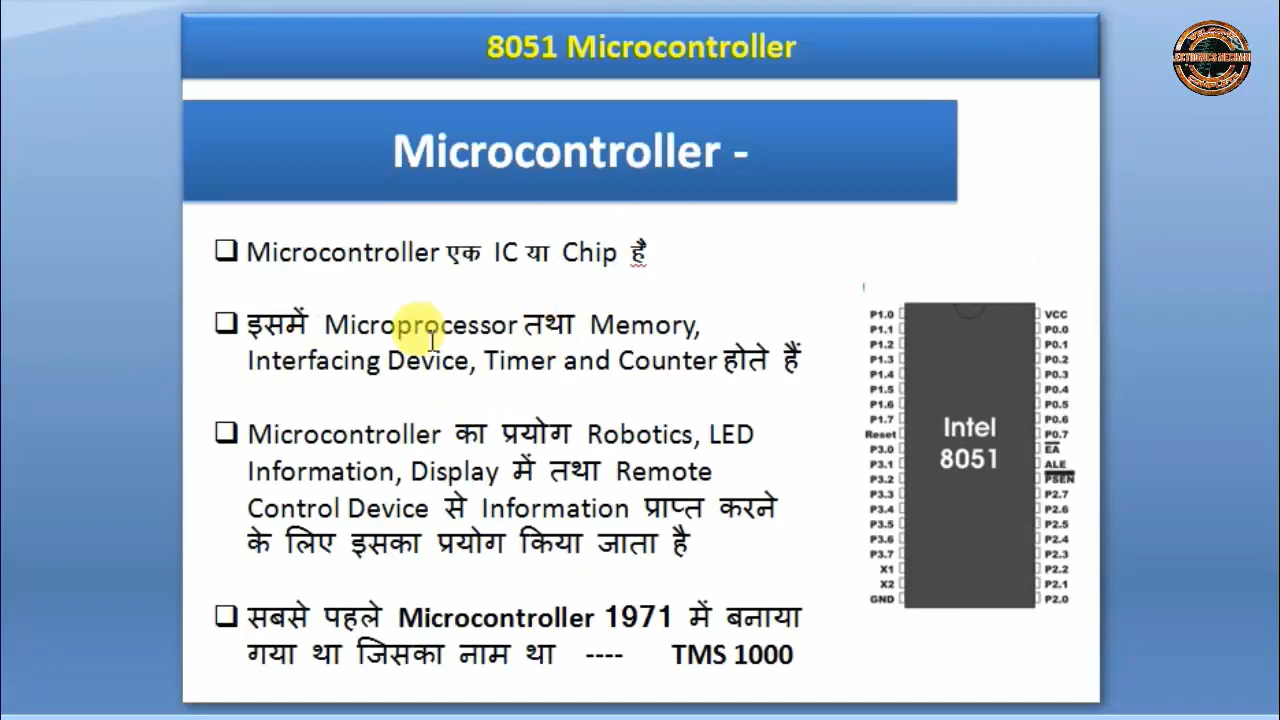 8051 Microcontroller
WELCOME
Microcontroller -
❑ Microcontroller एक IC या Chip है
❑ इसमें Microprocessor तथा Memory,
Interfacing Device, Timer and Counter होते हैं
❑ Microcontroller का प्रयोग Robotics, LED
Information, Display में तथा Remote
Control Device से Information प्राप्त करने
के लिए इसका प्रयोग किया जाता है
❑ सबसे पहले Microcontroller 1971 में बनाया
गया था जिसका नाम था ---- TMS 1000
P1.0 VCC
P1.1 P0.0
P1.2 P0.1
P1.3 P0.2
P1.4 P0.3
P1.5 P0.4
P1.6 P0.5
P1.7 P0.6
Reset P0.7
P3.0 EA
P3.1 ALE
P3.2 PSEN
P3.3 P2.7
P3.4 P2.6
P3.5 P2.5
P3.6 P2.4
P3.7 P2.3
X1 P2.2
X2 P2.1
GND P2.0
Intel
8051